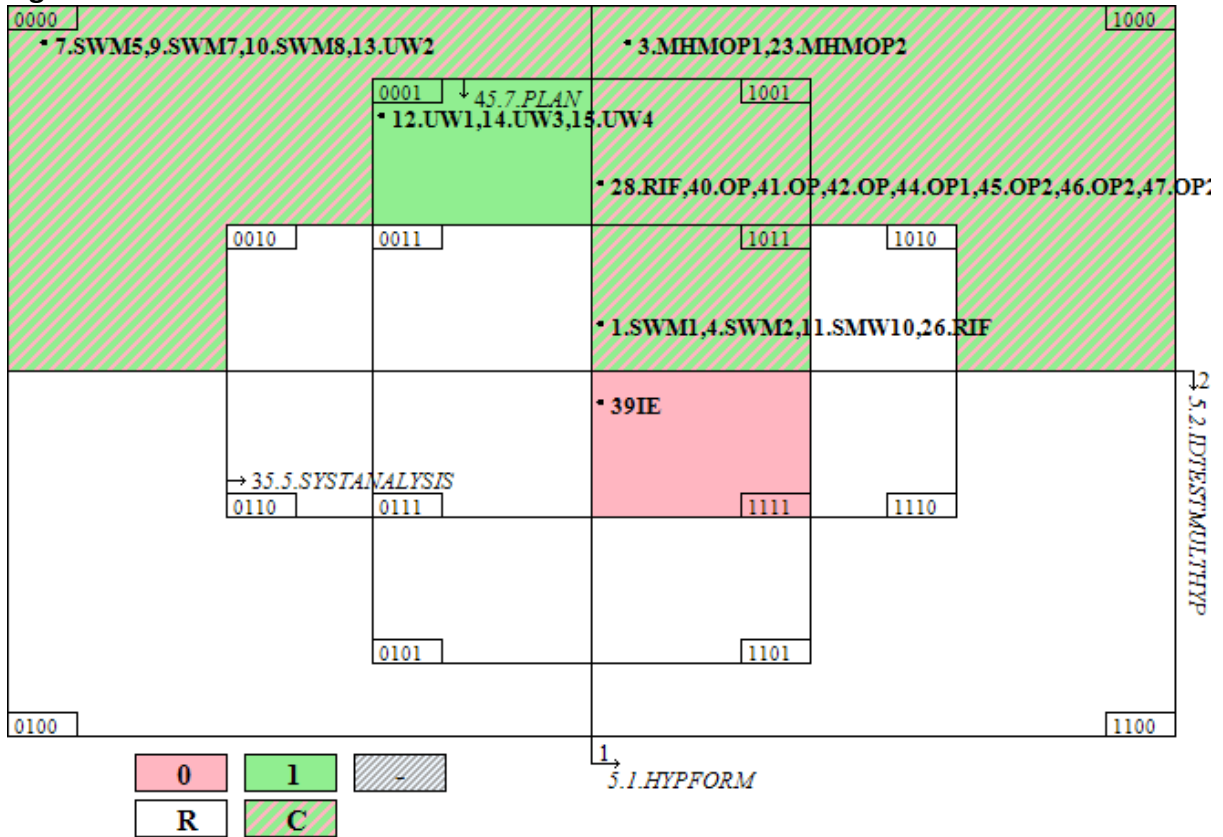 0000 1000
7.SWM5,9.SWM7,10.SWM8,13.UW2 3.MHMOP1,23.MHMOP2
0001 45.7.PLAN 1001
12.UW1,14.UW3,15.UW4
28.RIF,40.OP,41.OP,42.OP,44.OP1,45.OP2,46.OP2,47.OP2
0010 0011 1011 1010
1.SWM1,4.SWM2,11.SMW10,26.RIF
2
5.2.IDTESTMULTHYP
39IE
35.5.SYSTANALYSIS
0110 0111 1111 1110
0101 1101
0100 1100
1
5.1.HYPFORM
0 1 -
R C